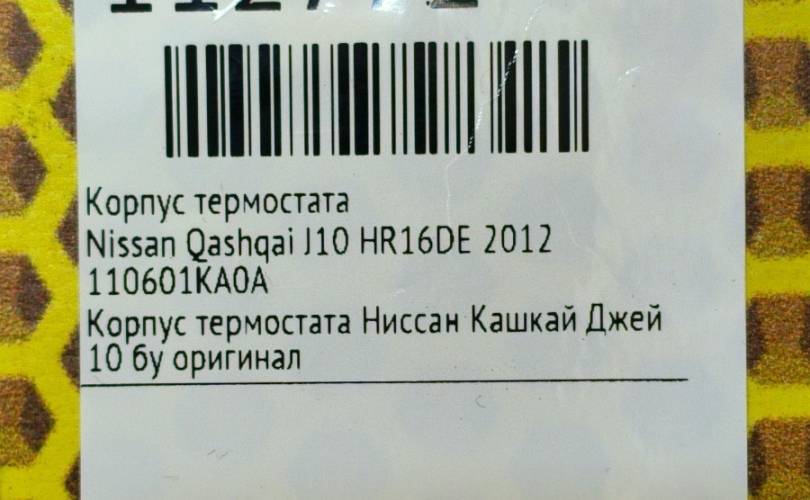 Корпус термостата
Nissan Qashqai J10 HR16DE 2012
110601KA0A
Корпус термостата Ниссан Кашкай Джей
10 бу оригинал